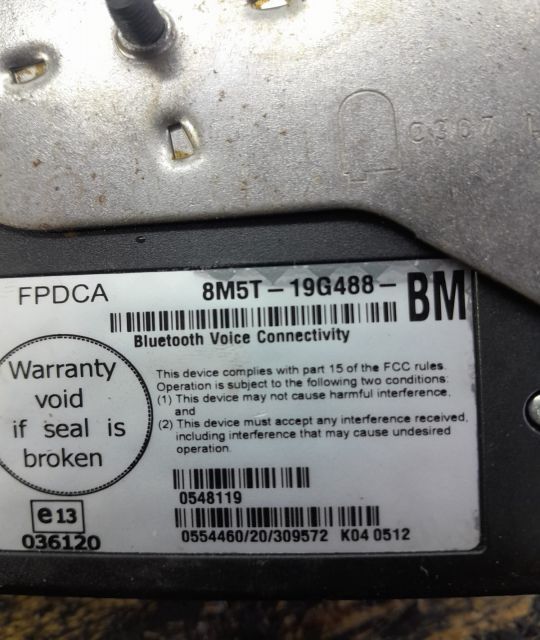 C307
FPDCA
8M5T-19G488-BM
Bluetooth Voice Connectivity
Warranty
void
if seal is
broken
This device complies with part 15 of the FCC rules.
Operation is subject to the following two conditions:
(1) This device may not cause harmful interference,
and
(2) This device must accept any interference received,
including interference that may cause undesired
operation.
0548119
e13
036120
0554460/20/309572 K04 0512